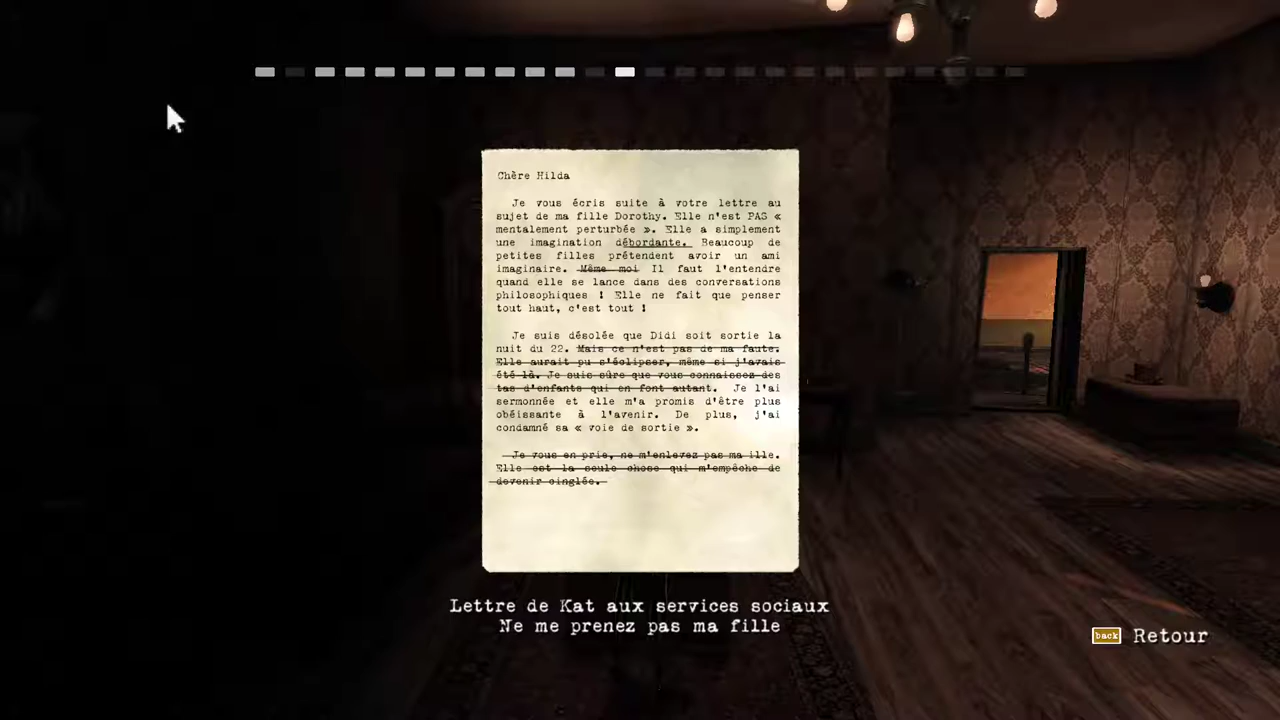 Chère Hilda
Je vous écris suite à votre lettre au
sujet de ma fille Dorothy. Elle n'est PAS «
mentalement perturbée ». Elle a simplement
une imagination débordante. Beaucoup de
petites filles prétendent avoir un ami
imaginaire. Même moi Il faut l'entendre
quand elle se lance dans des conversations
philosophiques ! Elle ne fait que penser
tout haut, c'est tout !
Je suis désolée que Didi soit sortie la
nuit du 22. Mais ce n'est pas de ma faute.
Elle aurait pu s'éclipser, même si j'avais
été là. Je suis sûre que vous connaissez des
tas d'enfants qui en font autant. Je l'ai
sermonnée et elle m'a promis d'être plus
obéissante à l'avenir. De plus, j'ai
condamné sa « voie de sortie ».
Je vous en prie, ne m'enlevez pas ma ille.
Elle est la seule chose qui m'empêche de
devenir cinglée.
Lettre de Kat aux services sociaux
Ne me prenez pas ma fille
back Retour